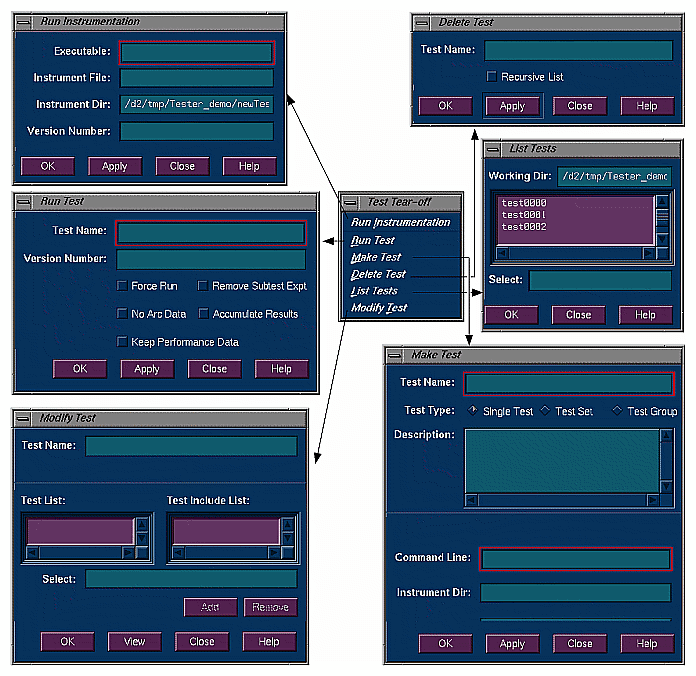 Run Instrumentation
Executable:
Instrument File:
Instrument Dir: /d2/tmp/Tester_demo/newTes
Version Number:
OK Apply Close Help
Delete Test
Test Name:
Recursive List
OK Apply Close Help
List Tests
Working Dir: /d2/tmp/Tester_demo
test0000
test0001
test0002
Select:
OK Close Help
Run Test
Test Name:
Version Number:
Force Run Remove Subtest Expt
No Arc Data Accumulate Results
Keep Performance Data
OK Apply Close Help
Test Tear-off
Run Instrumentation
Run Test
Make Test
Delete Test
List Tests
Modify Test
Modify Test
Test Name:
Test List: Test Include List:
Select:
Add Remove
OK View Close Help
Make Test
Test Name:
Test Type: Single Test Test Set Test Group
Description:
Command Line:
Instrument Dir:
OK Apply Close Help